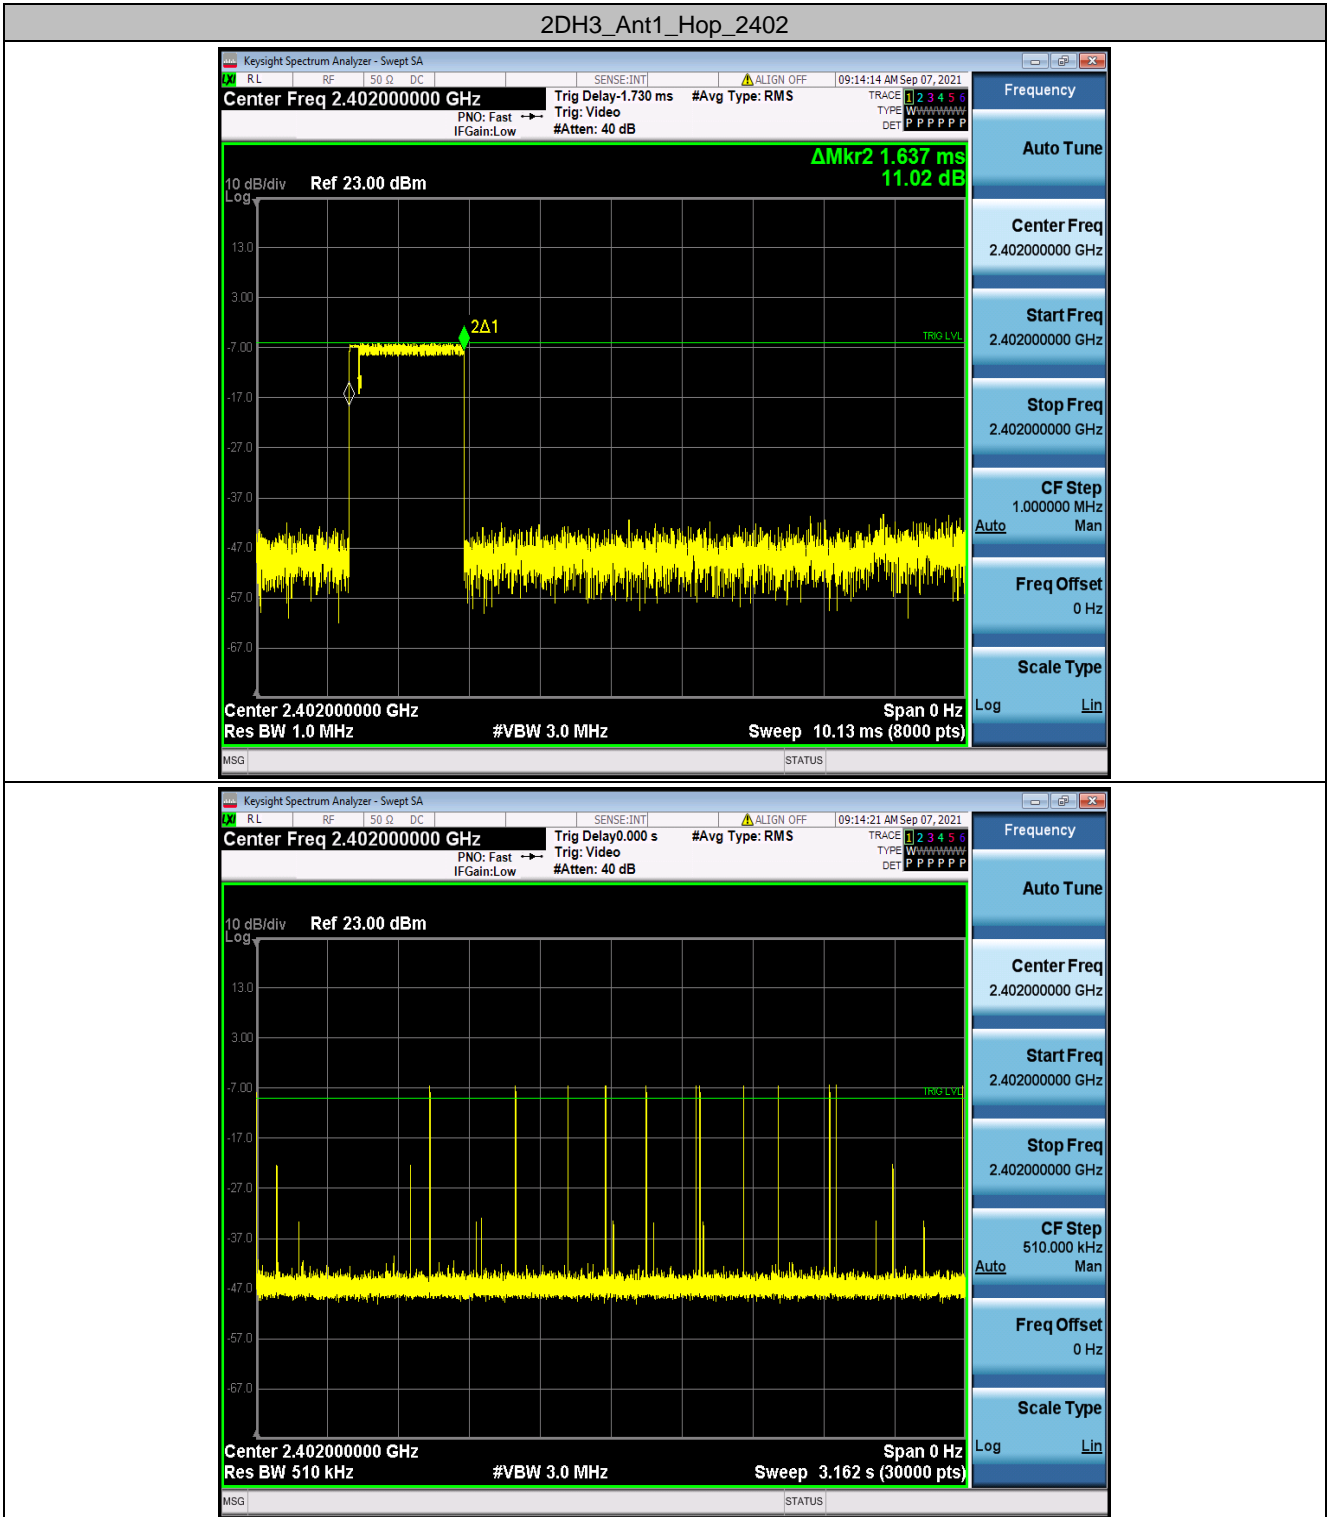 2DH3_Ant1_Hop_2402
Keysight Spectrum Analyzer - Swept SA
LXI RL RF 50 Ω DC SENSE:INT ALIGN OFF 09:14:14 AM Sep 07, 2021
Center Freq 2.402000000 GHz
PNO: Fast
IFGain:Low
Trig Delay-1.730 ms
Trig: Video
#Atten: 40 dB
#Avg Type: RMS
TRACE 1 2 3 4 5 6
TYPE WWWWWW
DET P P P P P P
ΔMkr2 1.637 ms
11.02 dB
10 dB/div
Log
Ref 23.00 dBm
13.0
3.00
-7.00
-17.0
-27.0
-37.0
-47.0
-57.0
-67.0
2Δ1
TRIG LVL
Center 2.402000000 GHz
Span 0 Hz
Res BW 1.0 MHz
#VBW 3.0 MHz
Sweep 10.13 ms (8000 pts)
MSG
STATUS
Frequency
Auto Tune
Center Freq
2.402000000 GHz
Start Freq
2.402000000 GHz
Stop Freq
2.402000000 GHz
CF Step
1.000000 MHz
Auto Man
Freq Offset
0 Hz
Scale Type
Log Lin
Keysight Spectrum Analyzer - Swept SA
LXI RL RF 50 Ω DC SENSE:INT ALIGN OFF 09:14:21 AM Sep 07, 2021
Center Freq 2.402000000 GHz
PNO: Fast
IFGain:Low
Trig Delay0.000 s
Trig: Video
#Atten: 40 dB
#Avg Type: RMS
TRACE 1 2 3 4 5 6
TYPE WWWWWW
DET P P P P P P
10 dB/div
Log
Ref 23.00 dBm
13.0
3.00
-7.00
-17.0
-27.0
-37.0
-47.0
-57.0
-67.0
TRIG LVL
Center 2.402000000 GHz
Span 0 Hz
Res BW 510 kHz
#VBW 3.0 MHz
Sweep 3.162 s (30000 pts)
MSG
STATUS
Frequency
Auto Tune
Center Freq
2.402000000 GHz
Start Freq
2.402000000 GHz
Stop Freq
2.402000000 GHz
CF Step
510.000 kHz
Auto Man
Freq Offset
0 Hz
Scale Type
Log Lin